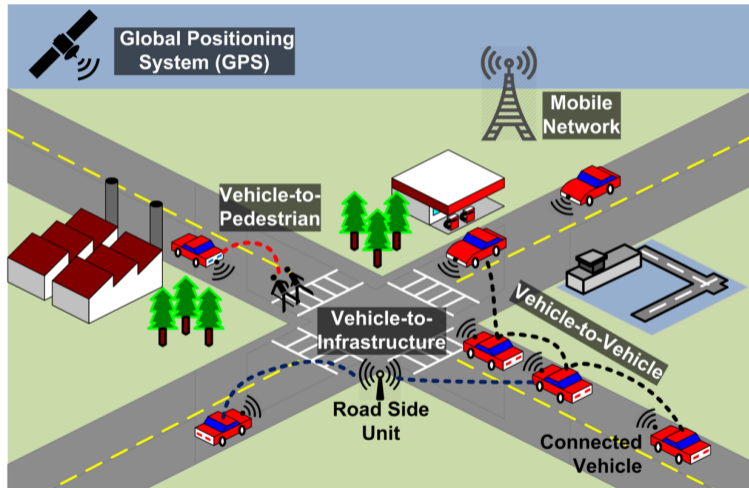 Global Positioning
System (GPS)
Mobile
Network
Vehicle-to-
Pedestrian
Vehicle-to-
Infrastructure
Vehicle-to-Vehicle
Road Side
Unit
Connected
Vehicle